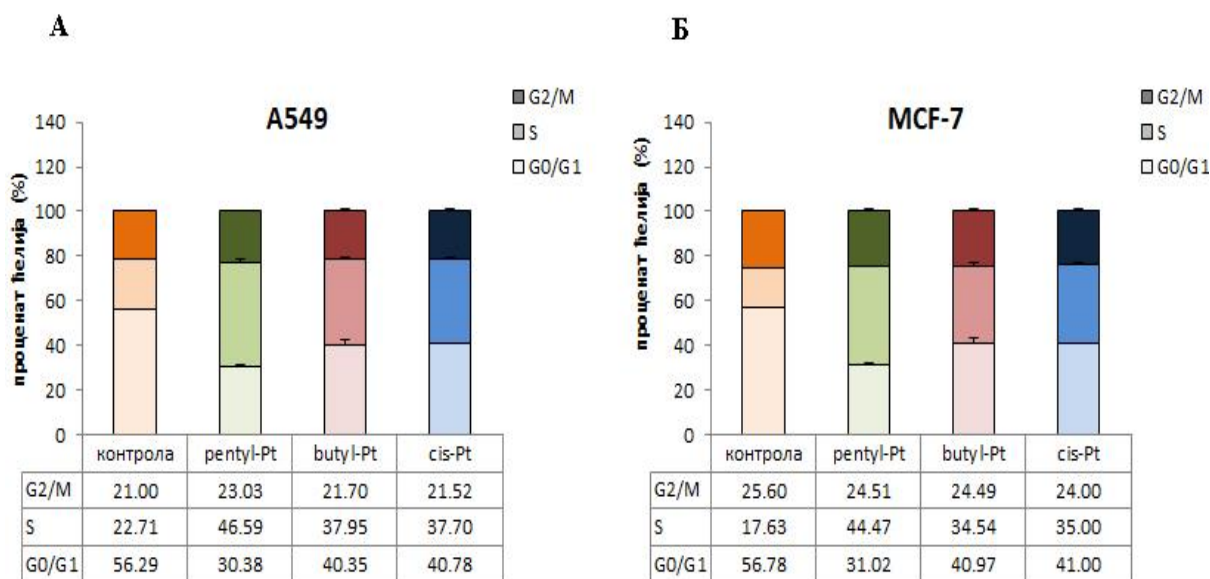 А
A549
G2/M
S
G0/G1
проценат ћелија (%)
140
120
100
80
60
40
20
0
контрола pentyl-Pt butyl-Pt cis-Pt
G2/M 21.00 23.03 21.70 21.52
S 22.71 46.59 37.95 37.70
G0/G1 56.29 30.38 40.35 40.78
Б
MCF-7
G2/M
S
G0/G1
проценат ћелија (%)
140
120
100
80
60
40
20
0
контрола pentyl-Pt butyl-Pt cis-Pt
G2/M 25.60 24.51 24.49 24.00
S 17.63 44.47 34.54 35.00
G0/G1 56.78 31.02 40.97 41.00